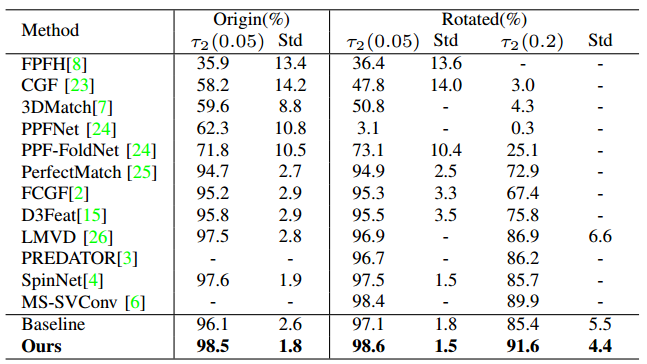 Method Origin(%) Rotated(%)
τ2(0.05) Std τ2(0.05) Std τ2(0.2) Std
FPFH[8] 35.9 13.4 36.4 13.6 - -
CGF [23] 58.2 14.2 47.8 14.0 3.0 -
3DMatch[7] 59.6 8.8 50.8 - 4.3 -
PPFNet [24] 62.3 10.8 3.1 - 0.3 -
PPF-FoldNet [24] 71.8 10.5 73.1 10.4 25.1 -
PerfectMatch [25] 94.7 2.7 94.9 2.5 72.9 -
FCGF[2] 95.2 2.9 95.3 3.3 67.4 -
D3Feat[15] 95.8 2.9 95.5 3.5 75.8 -
LMVD [26] 97.5 2.8 96.9 - 86.9 6.6
PREDATOR[3] - - 96.7 - 86.2 -
SpinNet[4] 97.6 1.9 97.5 1.5 85.7 -
MS-SVConv [6] - - 98.4 - 89.9 -
Baseline 96.1 2.6 97.1 1.8 85.4 5.5
Ours 98.5 1.8 98.6 1.5 91.6 4.4